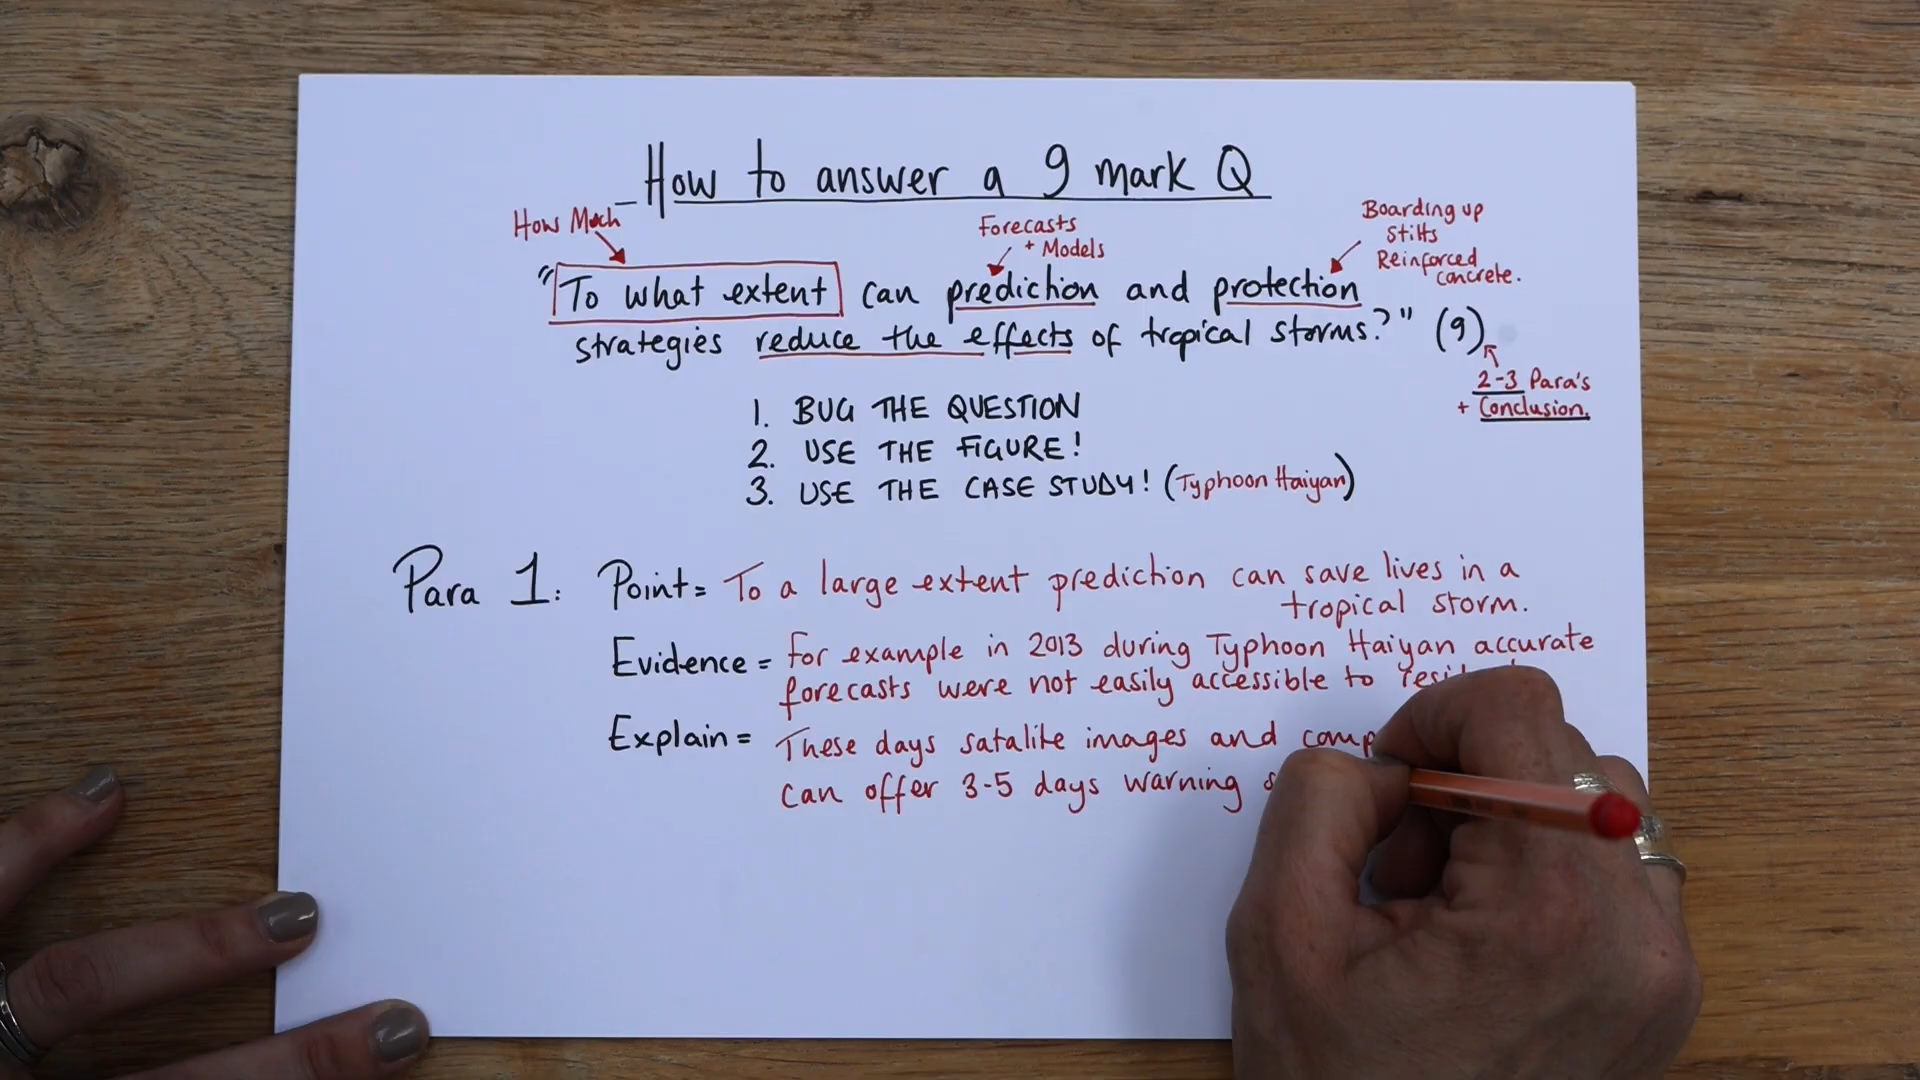 How to answer a 9 mark Q
How Much
Forecasts
+ Models
Boarding up
Stilts
Reinforced
concrete.
"To what extent can prediction and protection
strategies reduce the effects of tropical storms?" (9)
2-3 Para's
+ Conclusion.
1. BUG THE QUESTION
2. USE THE FIGURE!
3. USE THE CASE STUDY! (Typhoon Haiyan)
Para 1: Point = To a large extent prediction can save lives in a
tropical storm.
Evidence = For example in 2013 during Typhoon Haiyan accurate
forecasts were not easily accessible to
Explain = These days satalite images and
can offer 3-5 days warning